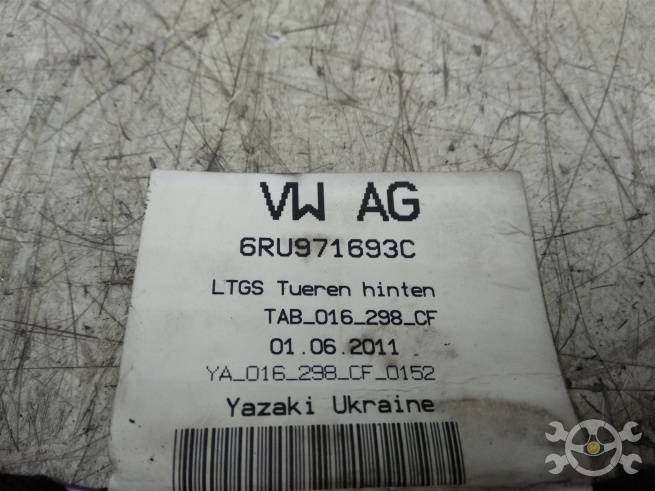 VW AG
6RU971693C
LTGS Tueren hinten
TAB_016_298_CF
01.06.2011
YA_016_298_CF_0152
Yazaki Ukraine